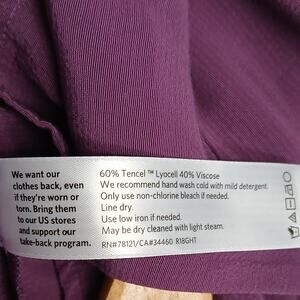 We want our
clothes back, even
if they're worn or
torn. Bring them
to our US stores
and support our
take-back program.
60% Tencel™ Lyocell 40% Viscose
We recommend hand wash cold with mild detergent.
Only use non-chlorine bleach if needed.
Line dry.
Use low iron if needed.
May be dry cleaned with light steam.
RN#78121/CA#34460 R18GHT